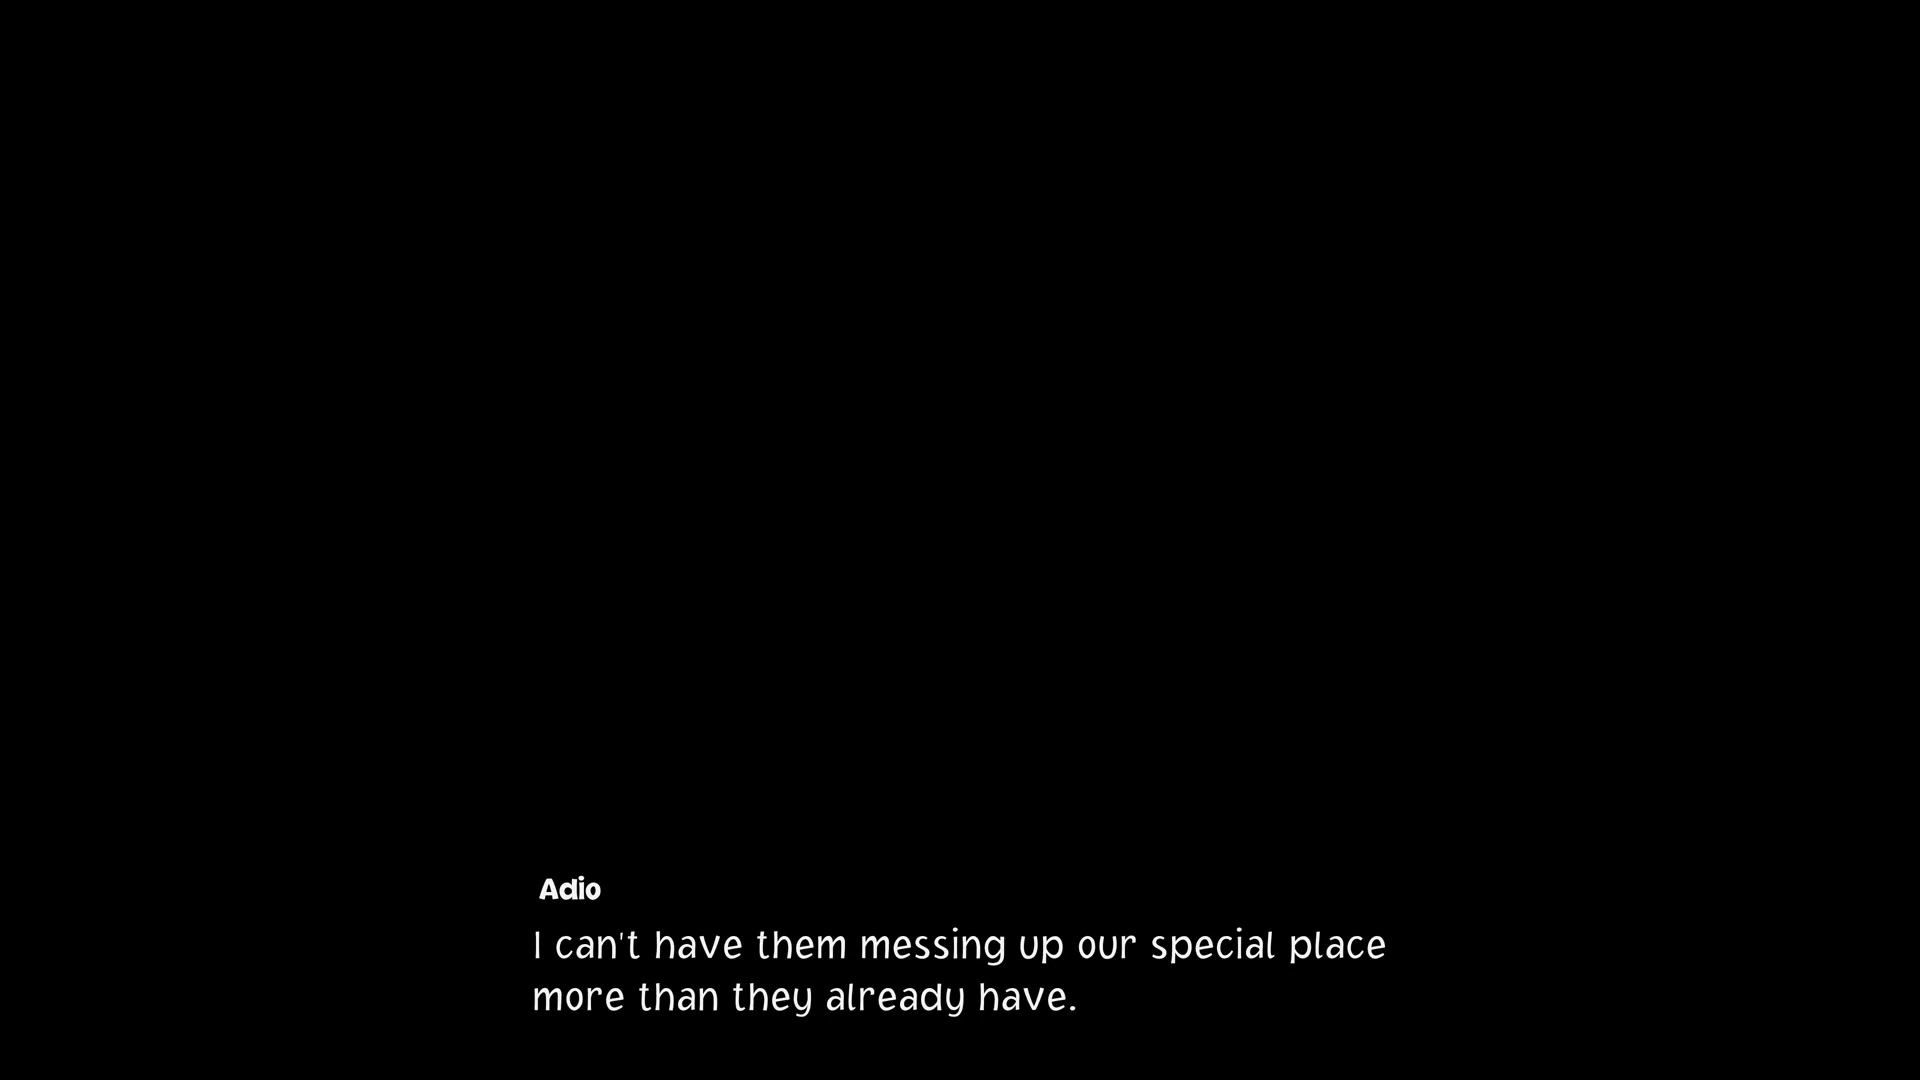 Adio
I can't have them messing up our special place
more than they already have.